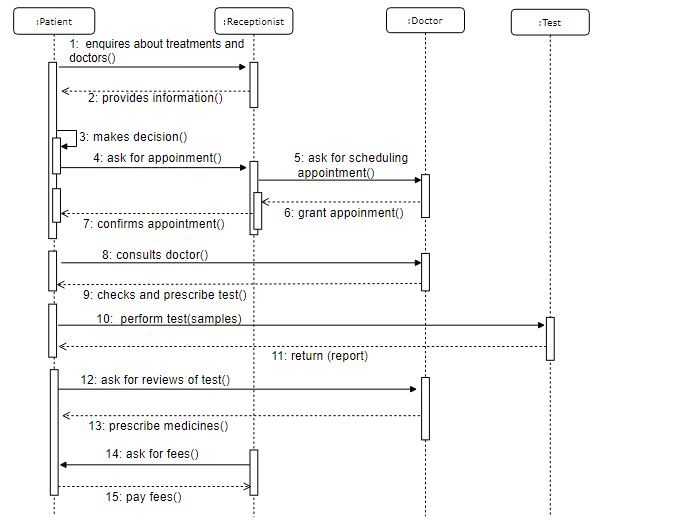 :Patient
:Receptionist
:Doctor
:Test
1:  enquires about treatments and
doctors()
2: provides information()
3: makes decision()
4: ask for appoinment()
5: ask for scheduling
appointment()
6: grant appoinment()
7: confirms appointment()
8: consults doctor()
9: checks and prescribe test()
10:  perform test(samples)
11: return (report)
12: ask for reviews of test()
13: prescribe medicines()
14: ask for fees()
15: pay fees()